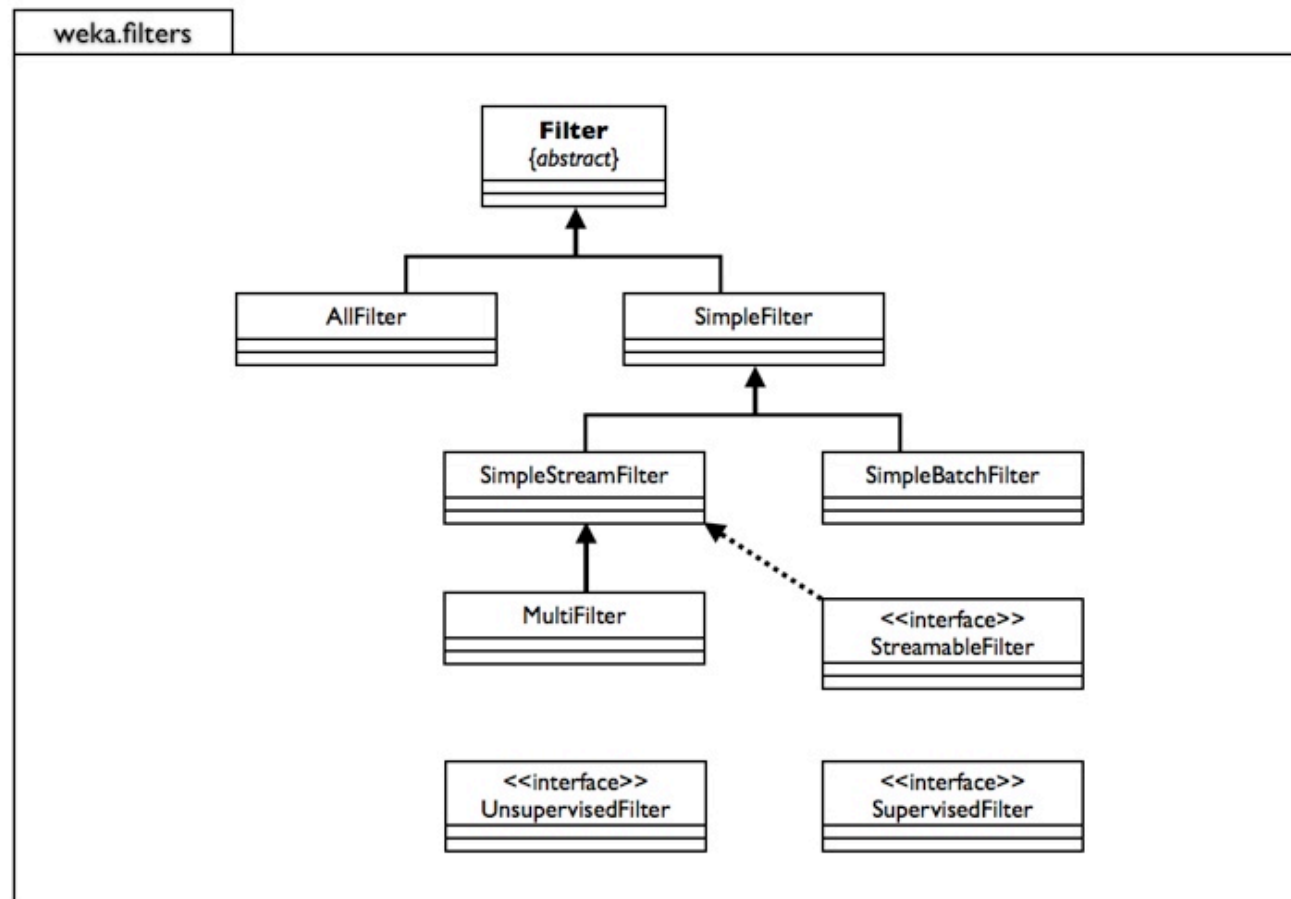 weka.filters
Filter
{abstract}
AllFilter
SimpleFilter
SimpleStreamFilter
SimpleBatchFilter
MultiFilter
<<interface>>
StreamableFilter
<<interface>>
UnsupervisedFilter
<<interface>>
SupervisedFilter